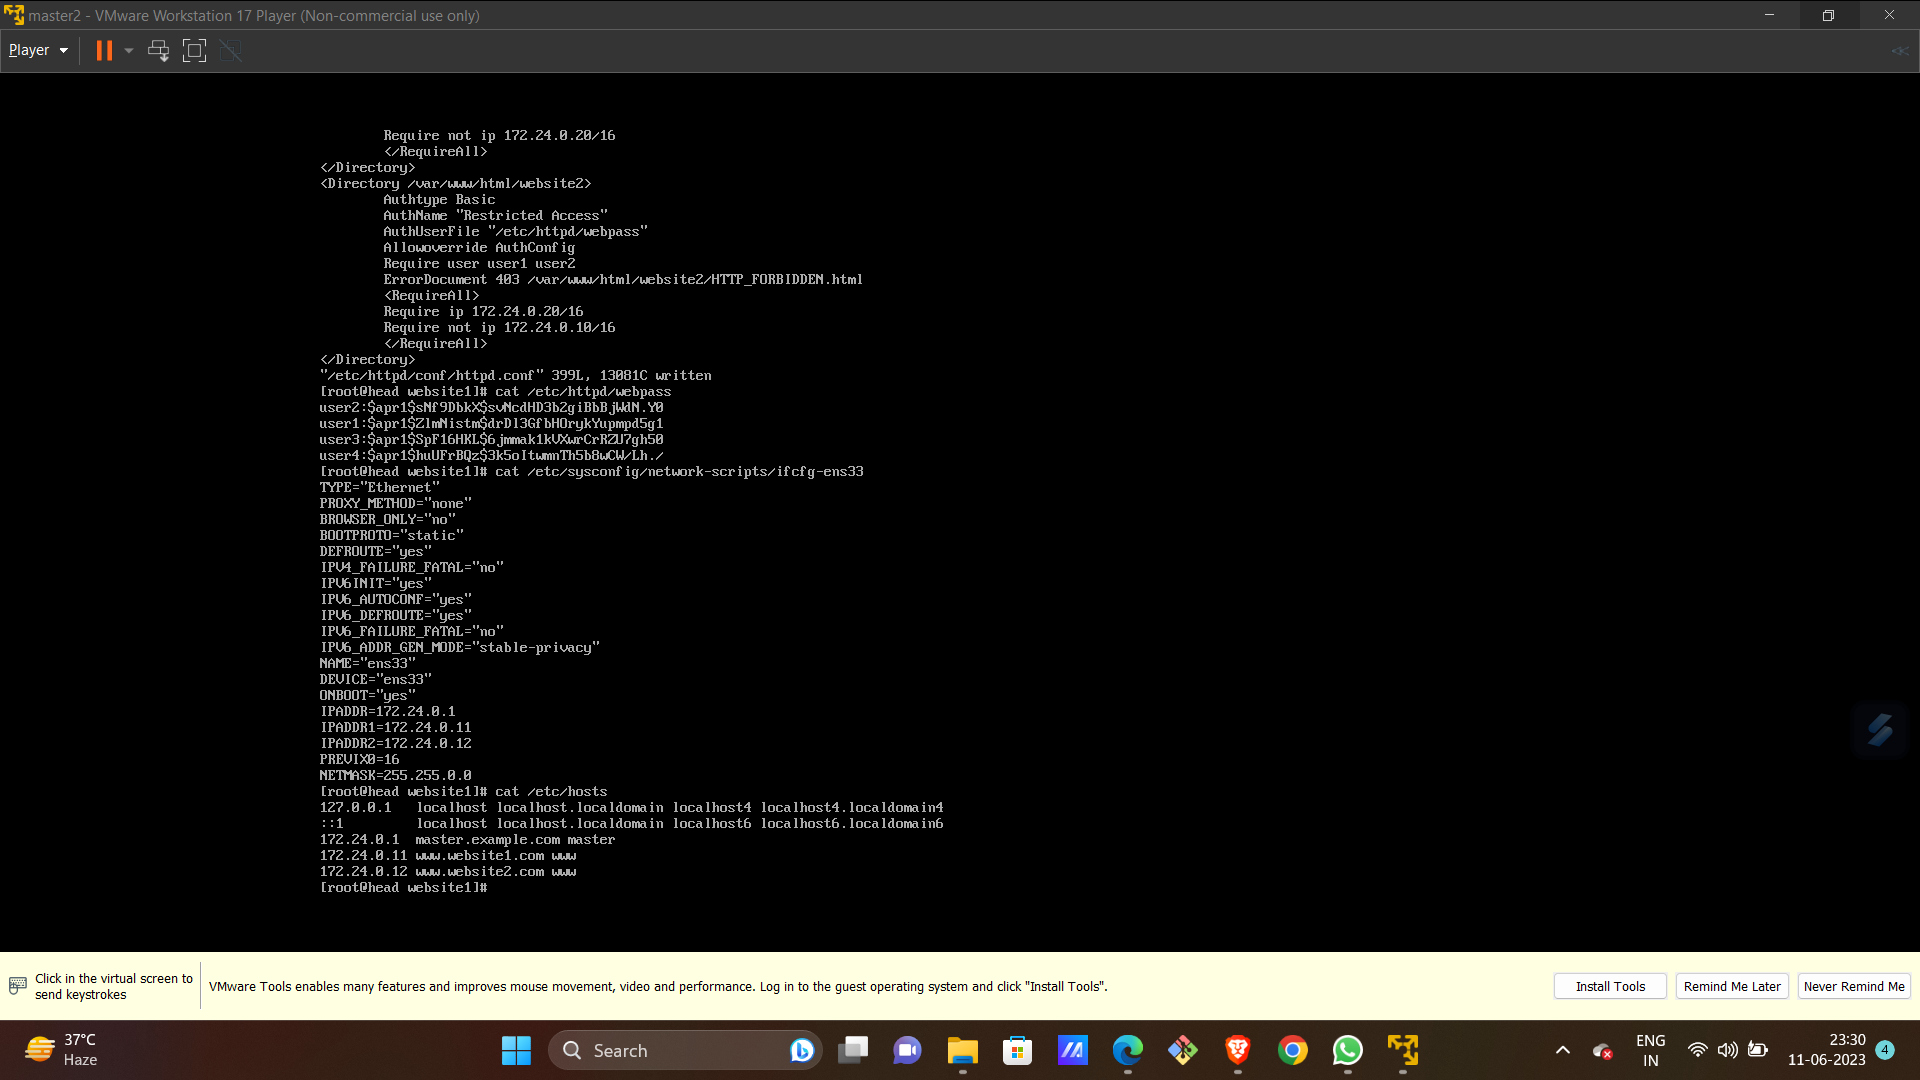 master2 - VMware Workstation 17 Player (Non-commercial use only)
Player
Require not ip 172.24.0.20/16
</RequireAll>
</Directory>
<Directory /var/www/html/website2>
Authtype Basic
AuthName "Restricted Access"
AuthUserFile "/etc/httpd/webpass"
Allowoverride AuthConfig
Require user user1 user2
ErrorDocument 403 /var/www/html/website2/HTTP_FORBIDDEN.html
<RequireAll>
Require ip 172.24.0.20/16
Require not ip 172.24.0.10/16
</RequireAll>
</Directory>
"/etc/httpd/conf/httpd.conf" 399L, 13081C written
[root@head website1]# cat /etc/httpd/webpass
user2:$apr1$sNf9DbkX$svNcdHD3b2giBbBjWdN.Y0
user1:$apr1$ZlmNistm$drDl3GfbHOrykYupmpd5g1
user3:$apr1$SpF16HKL$6jmmak1kVXwrCrRZU7gh50
user4:$apr1$huUFrBQz$3k5oItwmnTh5b8wCW/Lh./
[root@head website1]# cat /etc/sysconfig/network-scripts/ifcfg-ens33
TYPE="Ethernet"
PROXY_METHOD="none"
BROWSER_ONLY="no"
BOOTPROTO="static"
DEFROUTE="yes"
IPV4_FAILURE_FATAL="no"
IPV6INIT="yes"
IPV6_AUTOCONF="yes"
IPV6_DEFROUTE="yes"
IPV6_FAILURE_FATAL="no"
IPV6_ADDR_GEN_MODE="stable-privacy"
NAME="ens33"
DEVICE="ens33"
ONBOOT="yes"
IPADDR=172.24.0.1
IPADDR1=172.24.0.11
IPADDR2=172.24.0.12
PREVIX0=16
NETMASK=255.255.0.0
[root@head website1]# cat /etc/hosts
127.0.0.1   localhost localhost.localdomain localhost4 localhost4.localdomain4
::1         localhost localhost.localdomain localhost6 localhost6.localdomain6
172.24.0.1  master.example.com master
172.24.0.11 www.website1.com www
172.24.0.12 www.website2.com www
[root@head website1]#
Click in the virtual screen to
send keystrokes
VMware Tools enables many features and improves mouse movement, video and performance. Log in to the guest operating system and click "Install Tools".
Install Tools
Remind Me Later
Never Remind Me
37°C
Haze
Search
ENG
IN
23:30
11-06-2023
4